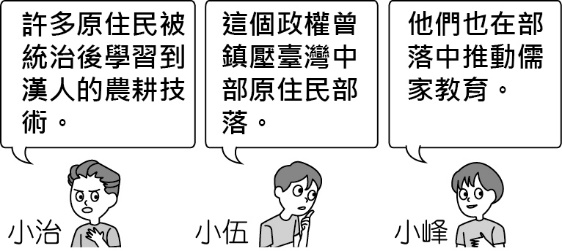 許多原住民被
統治後學習到
漢人的農耕技
術。
這個政權曾
鎮壓臺灣中
部原住民部
落。
他們也在部
落中推動儒
家教育。
小治
小伍
小峰